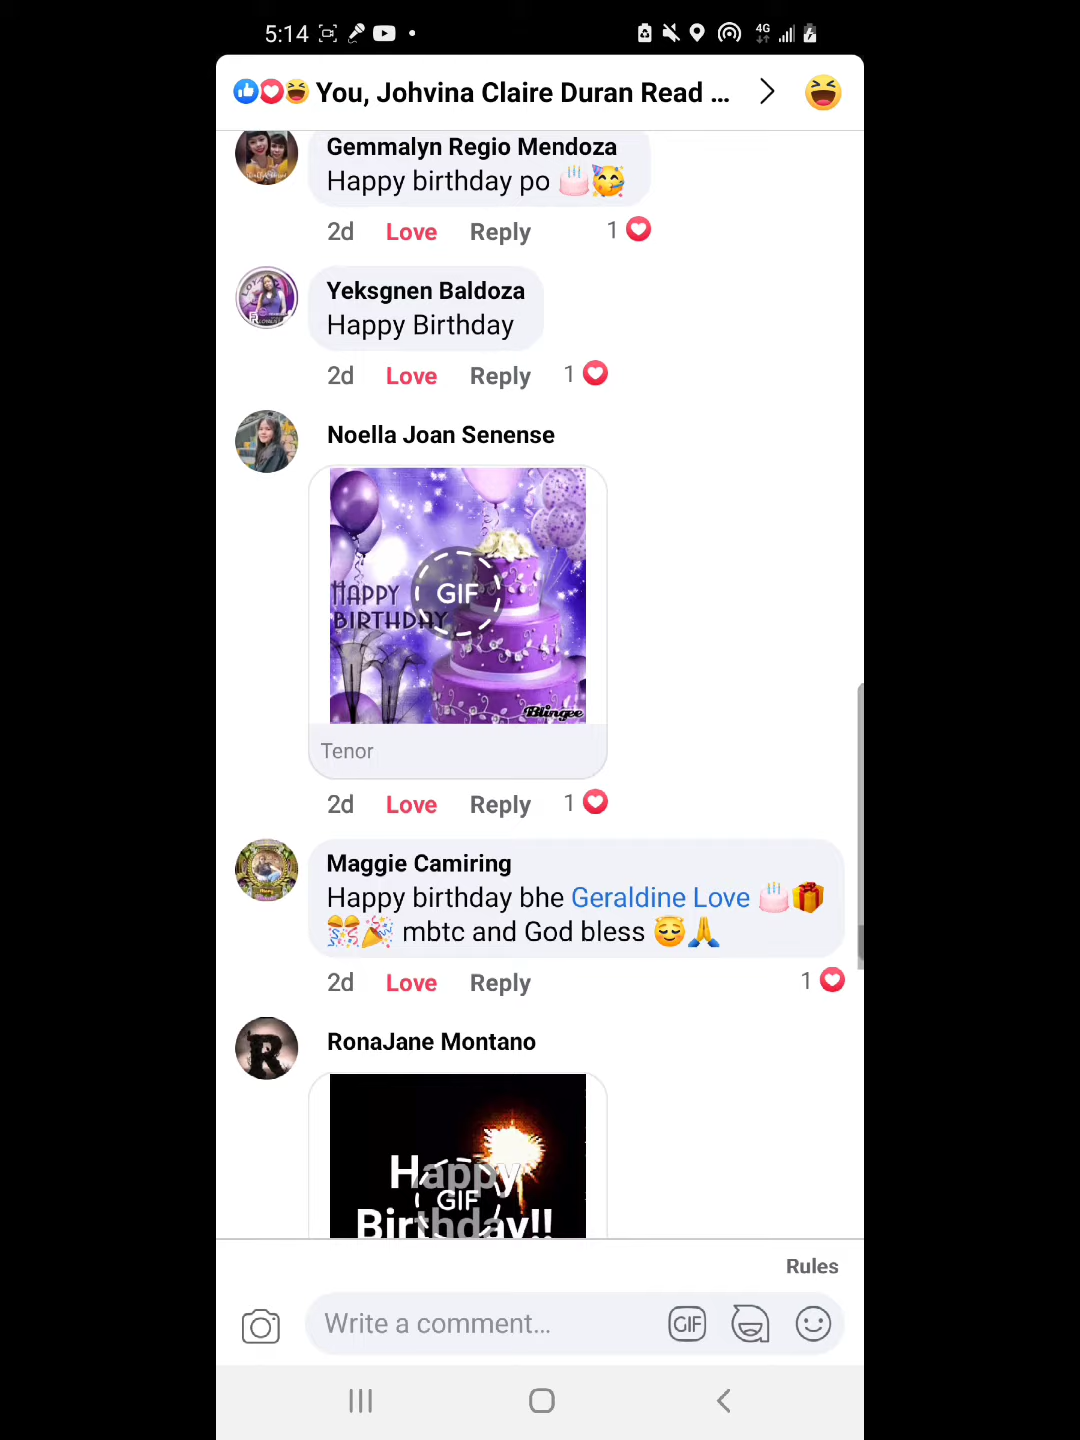 5:14
4G
You, Johvina Claire Duran Read ...
Gemmalyn Regio Mendoza
Happy birthday po 🎂🥳
2d Love Reply 1
Yeksgnen Baldoza
Happy Birthday
2d Love Reply 1
Noella Joan Senense
HAPPY
BIRTHDAY
GIF
Blingee
Tenor
2d Love Reply 1
Maggie Camiring
Happy birthday bhe Geraldine Love 🎂🎁
🎊🎉 mbtc and God bless 😇🙏
2d Love Reply 1
R
RonaJane Montano
Happy
GIF
Birthday!!
Rules
Write a comment...
GIF